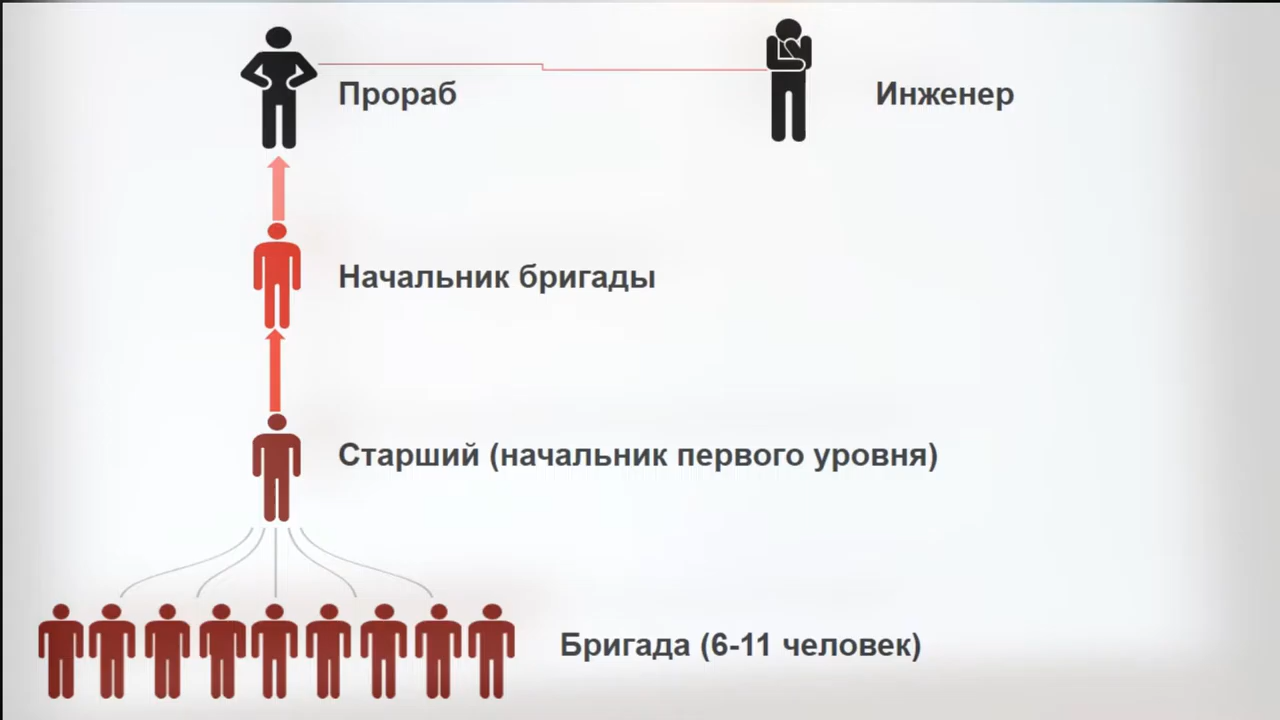 Прораб
Инженер
Начальник бригады
Старший (начальник первого уровня)
Бригада (6-11 человек)